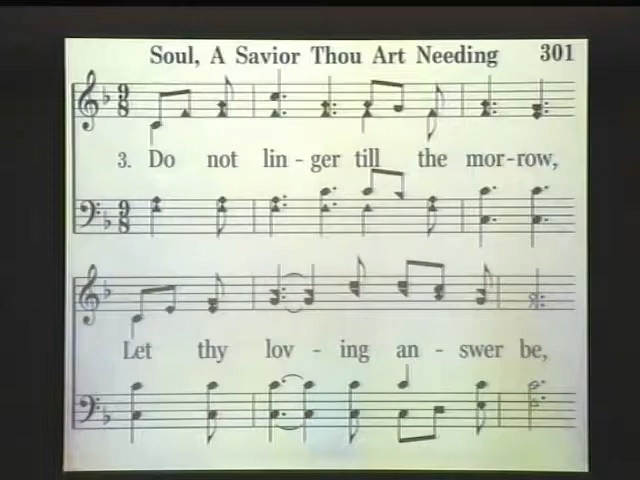 Soul, A Savior Thou Art Needing 301
3. Do not lin - ger till the mor - row,
Let thy lov - ing an - swer be,